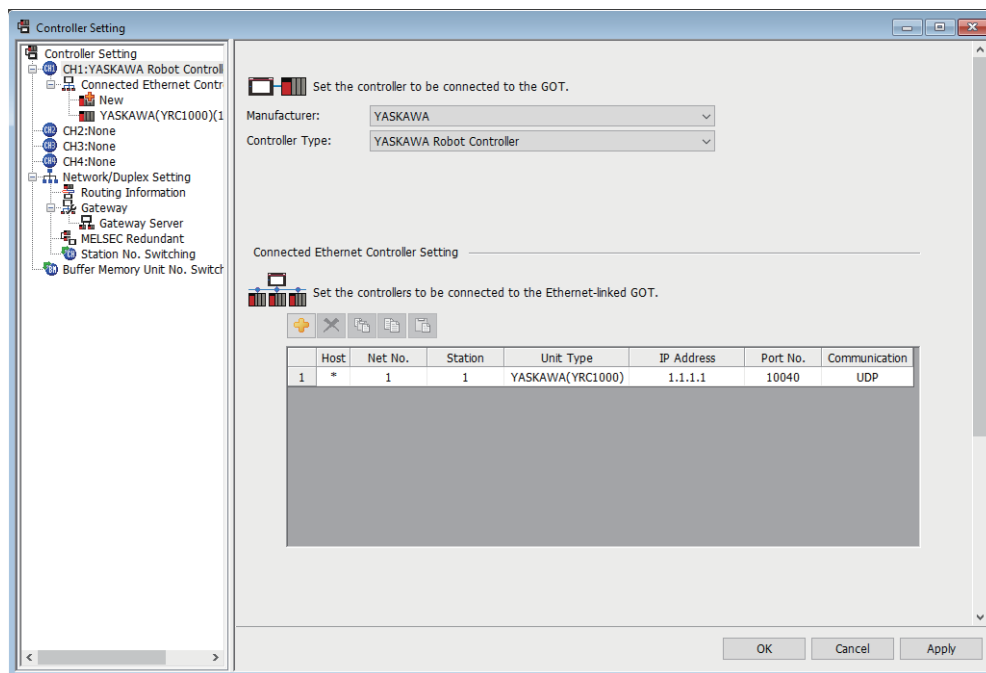 Controller Setting
Controller Setting
CH1:YASKAWA Robot Controll
Connected Ethernet Contr
New
YASKAWA(YRC1000)(1
CH2:None
CH3:None
CH4:None
Network/Duplex Setting
Routing Information
Gateway
Gateway Server
MELSEC Redundant
Station No. Switching
Buffer Memory Unit No. Switch
Set the controller to be connected to the GOT.
Manufacturer: YASKAWA
Controller Type: YASKAWA Robot Controller
Connected Ethernet Controller Setting
Set the controllers to be connected to the Ethernet-linked GOT.
Host Net No. Station Unit Type IP Address Port No. Communication
1 * 1 1 YASKAWA(YRC1000) 1.1.1.1 10040 UDP
OK Cancel Apply